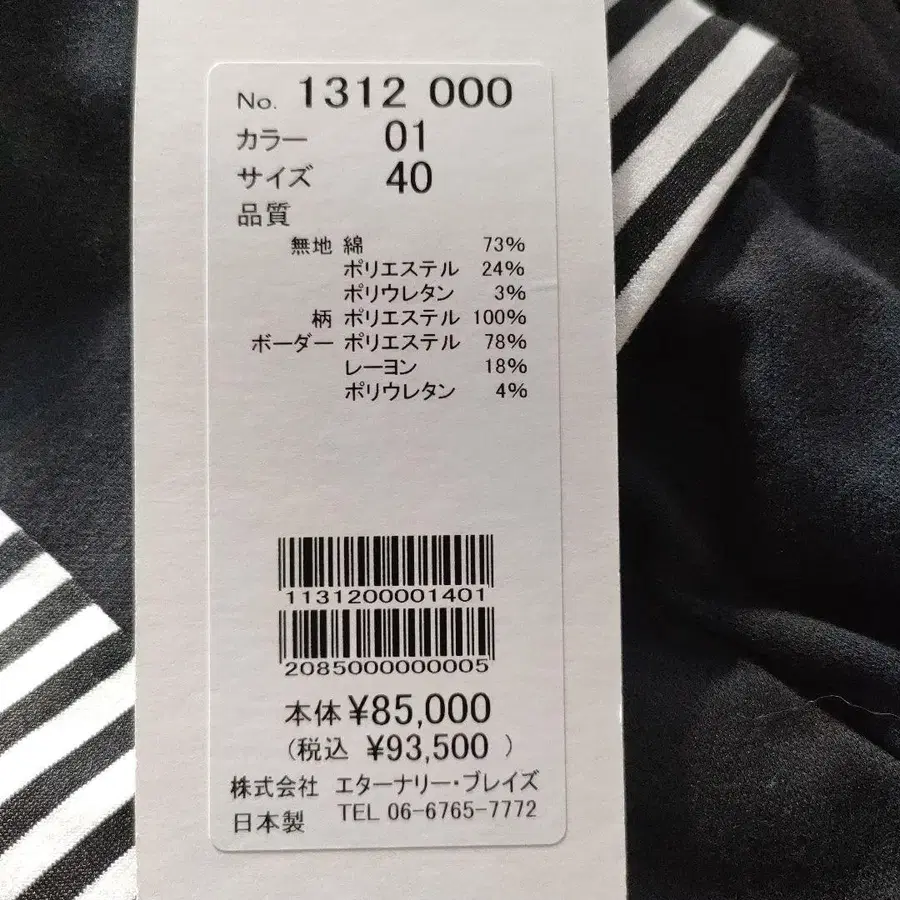 No. 1312 000
カラー 01
サイズ 40
品質
無地 綿 73%
ポリエステル 24%
ポリウレタン 3%
柄 ポリエステル 100%
ボーダー ポリエステル 78%
レーヨン 18%
ポリウレタン 4%
1131200001401
2085000000005
本体 ¥85,000
(税込 ¥93,500 )
株式会社 エターナリー・ブレイズ
日本製 TEL 06-6765-7772